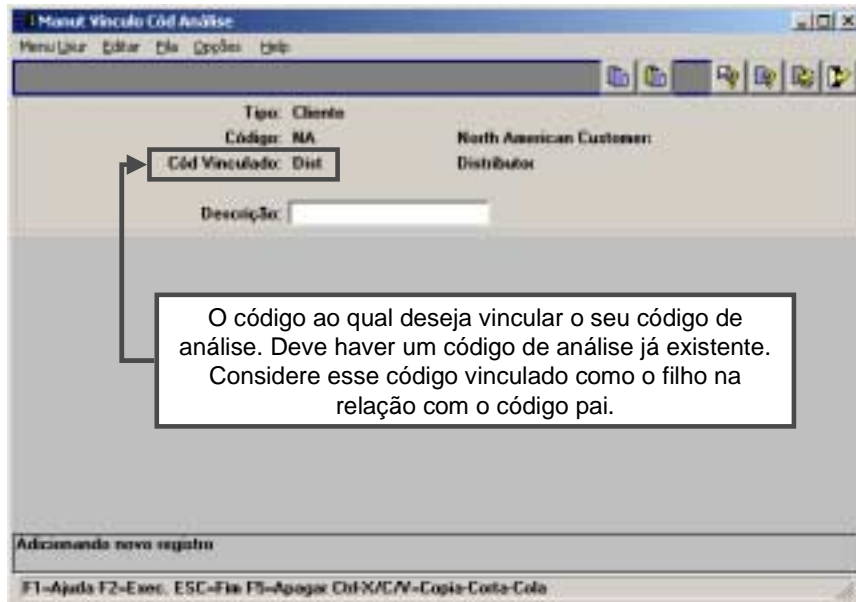 Manut Vinculo Cód Análise
Menu Usur Editar Fila Opções Help
Tipo: Cliente
Código: NA North American Customer:
Cód Vinculado: Dist Distributor
Descrição:
O código ao qual deseja vincular o seu código de
análise. Deve haver um código de análise já existente.
Considere esse código vinculado como o filho na
relação com o código pai.
Adicionando novo registro
F1=Ajuda F2=Exec. ESC=Fim F5=Apagar Ctrl-X/C/V=Copia-Corta-Cola